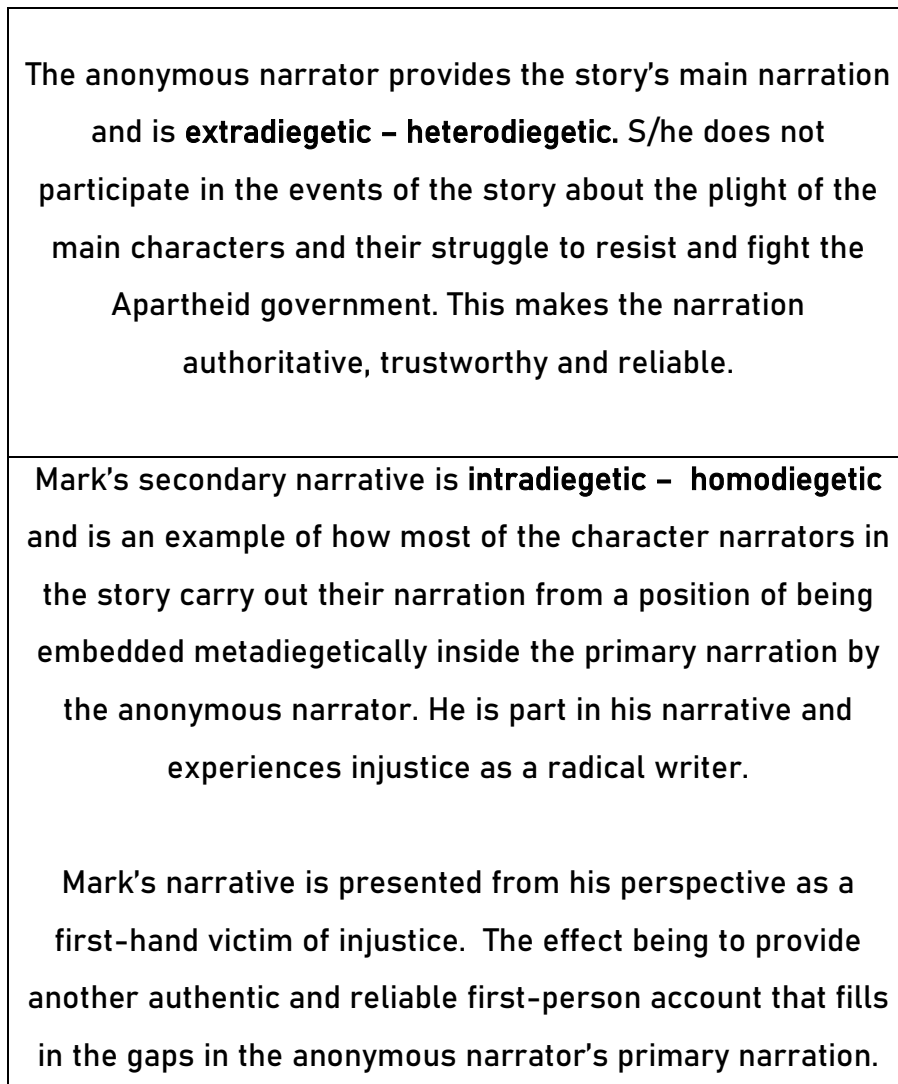 The anonymous narrator provides the story's main narration
and is extradiegetic – heterodiegetic. S/he does not
participate in the events of the story about the plight of the
main characters and their struggle to resist and fight the
Apartheid government. This makes the narration
authoritative, trustworthy and reliable.
Mark's secondary narrative is intradiegetic – homodiegetic
and is an example of how most of the character narrators in
the story carry out their narration from a position of being
embedded metadiegetically inside the primary narration by
the anonymous narrator. He is part in his narrative and
experiences injustice as a radical writer.
Mark's narrative is presented from his perspective as a
first-hand victim of injustice. The effect being to provide
another authentic and reliable first-person account that fills
in the gaps in the anonymous narrator's primary narration.